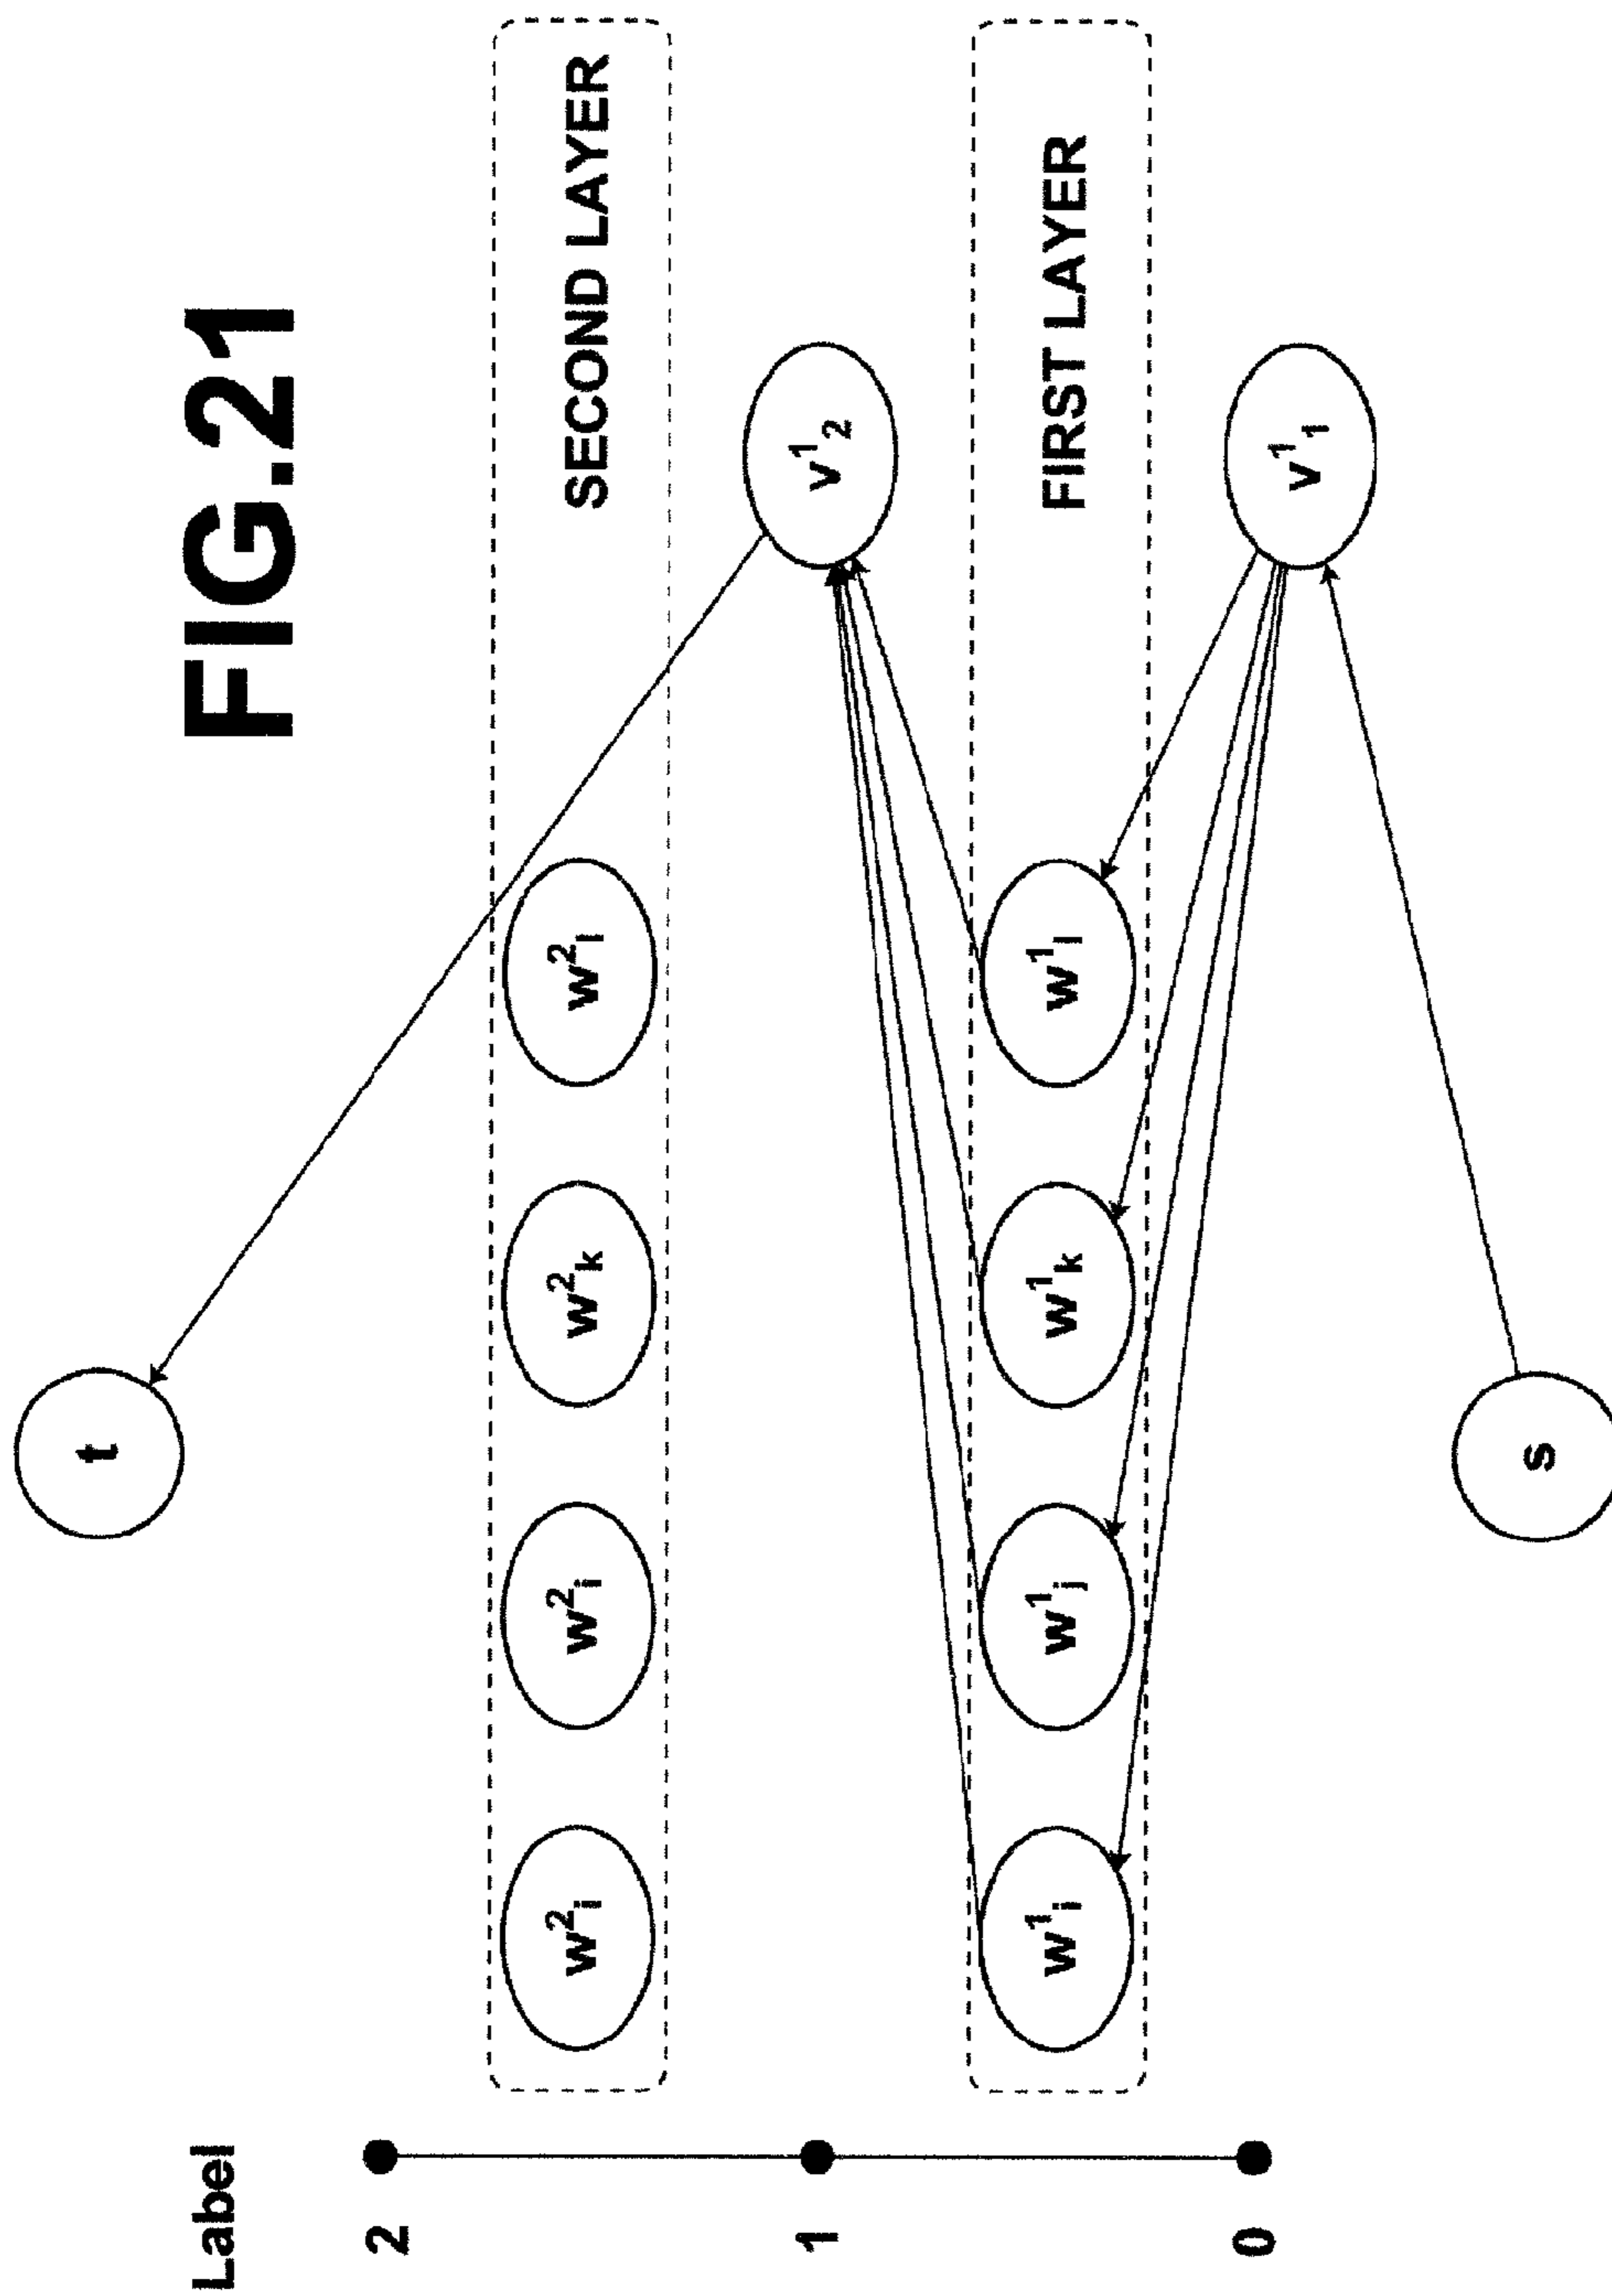 t
Label
FIG.21
2
w²ᵢ w²ᵢ w²ₖ w²ₗ SECOND LAYER
1
v¹₂
w¹ᵢ w¹ⱼ w¹ₖ w¹ₗ FIRST LAYER
0
v¹₁
s